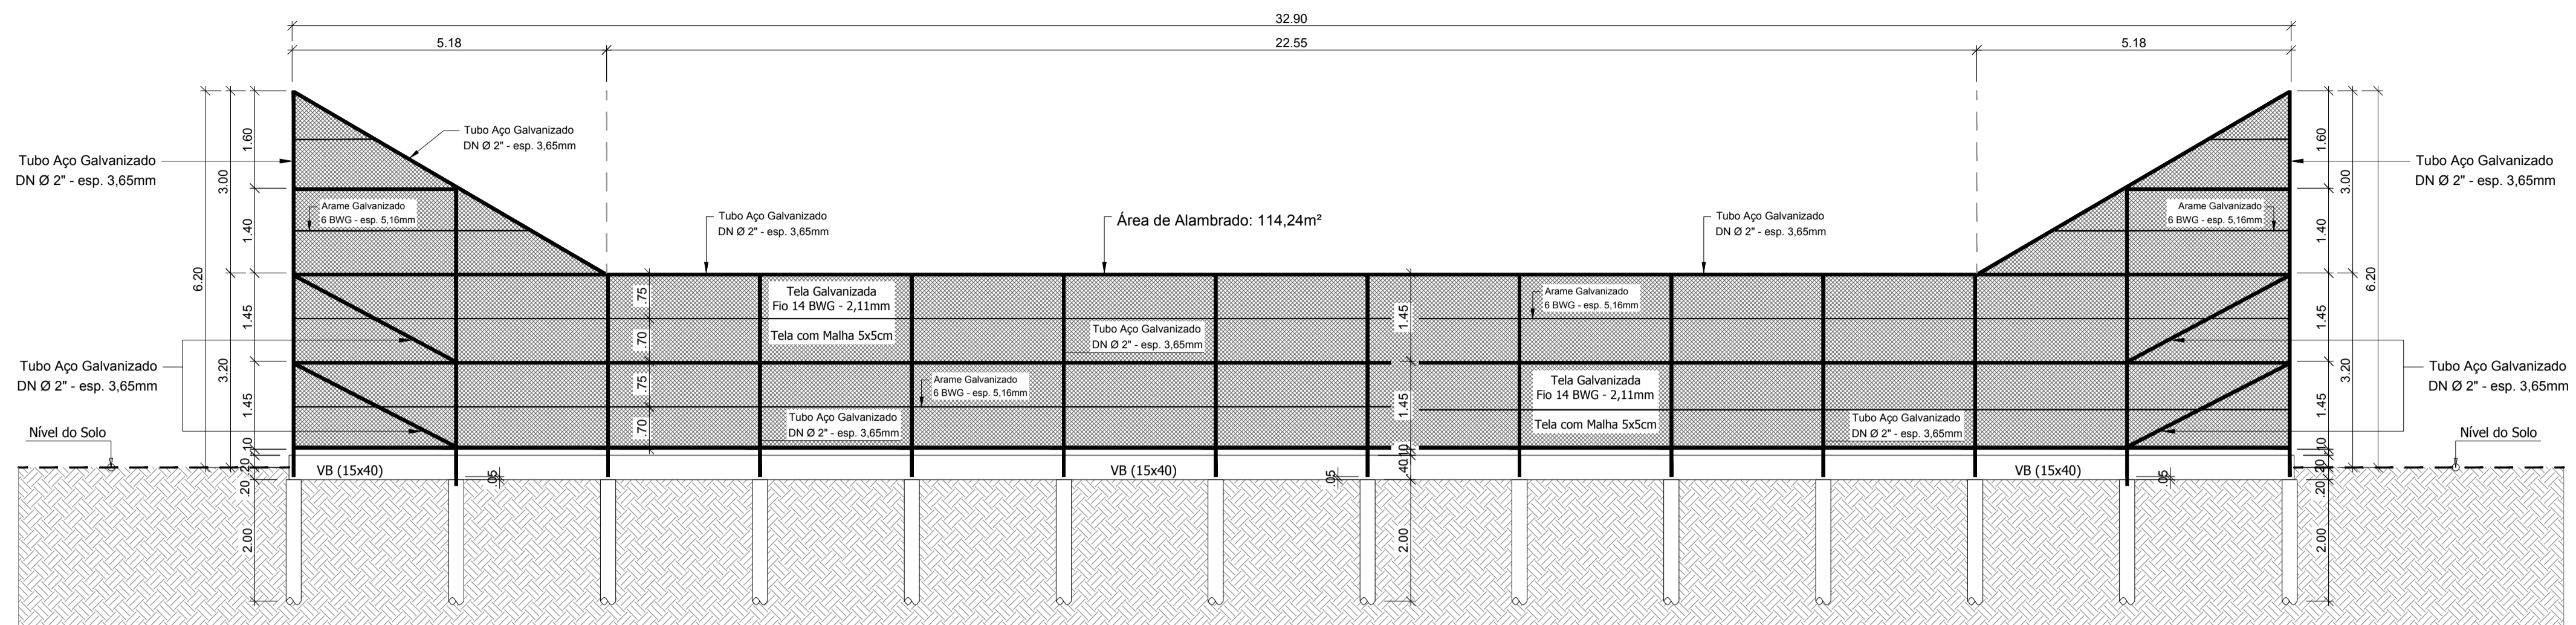 32.90
5.18
22.55
5.18
6.20
3.00
1.60
1.40
3.20
1.45
1.45
.10
.20
.20
2.00
Tubo Aço Galvanizado
DN Ø 2" - esp. 3,65mm
Tubo Aço Galvanizado
DN Ø 2" - esp. 3,65mm
Arame Galvanizado
6 BWG - esp. 5,16mm
Tubo Aço Galvanizado
DN Ø 2" - esp. 3,65mm
Área de Alambrado: 114,24m²
Tubo Aço Galvanizado
DN Ø 2" - esp. 3,65mm
Arame Galvanizado
6 BWG - esp. 5,16mm
Tubo Aço Galvanizado
DN Ø 2" - esp. 3,65mm
1.60
1.40
3.00
6.20
.75
.70
.75
.70
Tela Galvanizada
Fio 14 BWG - 2,11mm
Tela com Malha 5x5cm
Tubo Aço Galvanizado
DN Ø 2" - esp. 3,65mm
1.45
1.45
.10
.40
2.00
Arame Galvanizado
6 BWG - esp. 5,16mm
Tubo Aço Galvanizado
DN Ø 2" - esp. 3,65mm
Arame Galvanizado
6 BWG - esp. 5,16mm
Tela Galvanizada
Fio 14 BWG - 2,11mm
Tela com Malha 5x5cm
Tubo Aço Galvanizado
DN Ø 2" - esp. 3,65mm
Tubo Aço Galvanizado
DN Ø 2" - esp. 3,65mm
Tubo Aço Galvanizado
DN Ø 2" - esp. 3,65mm
1.45
1.45
3.20
.10
.20
.20
2.00
Nível do Solo
VB (15x40)
.05
VB (15x40)
.05
VB (15x40)
.05
Nível do Solo